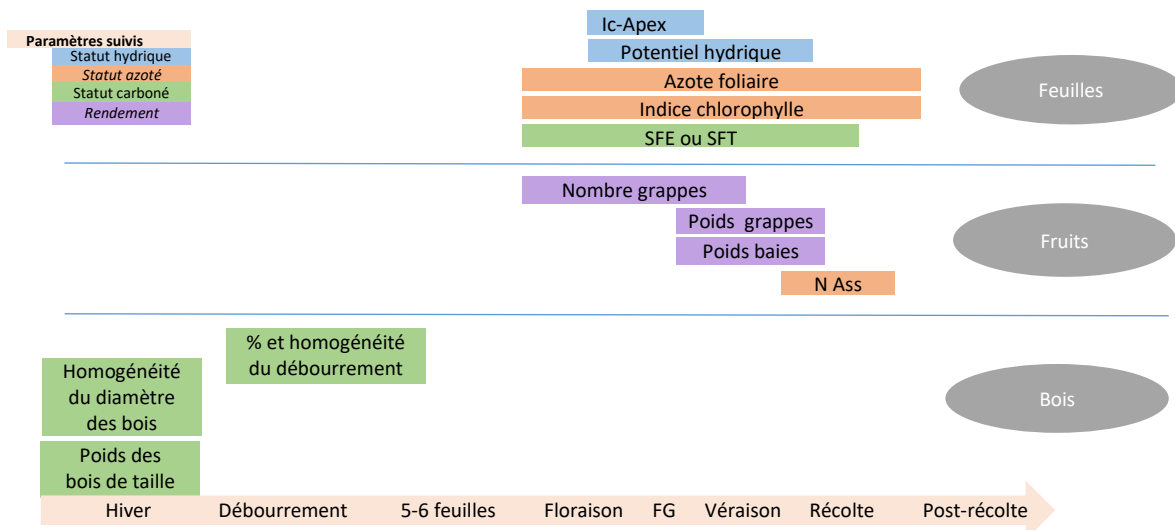 Paramètres suivis
Statut hydrique
Statut azoté
Statut carboné
Rendement
Ic-Apex
Potentiel hydrique
Azote foliaire
Indice chlorophylle
SFE ou SFT
Feuilles
Nombre grappes
Poids grappes
Poids baies
N Ass
Fruits
% et homogénéité
du débourrement
Homogénéité
du diamètre
des bois
Poids des
bois de taille
Bois
Hiver Débourrement 5-6 feuilles Floraison FG Véraison Récolte Post-récolte